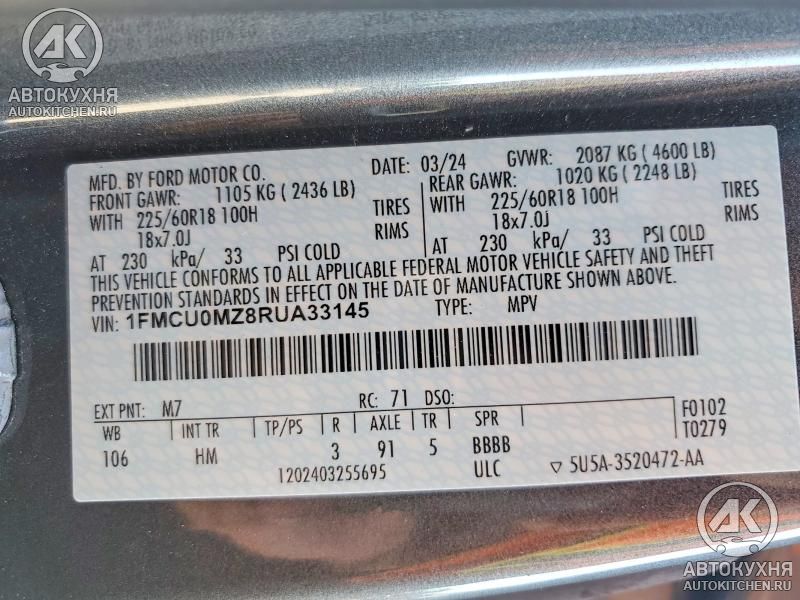 AK
АВТОКУХНЯ
AUTOKITCHEN.RU
MFD. BY FORD MOTOR CO. DATE: 03/24 GVWR: 2087 KG ( 4600 LB)
FRONT GAWR: 1105 KG ( 2436 LB) REAR GAWR: 1020 KG ( 2248 LB)
WITH 225/60R18 100H TIRES WITH 225/60R18 100H TIRES
18x7.0J RIMS 18x7.0J RIMS
AT 230 kPa/ 33 PSI COLD AT 230 kPa/ 33 PSI COLD
THIS VEHICLE CONFORMS TO ALL APPLICABLE FEDERAL MOTOR VEHICLE SAFETY AND THEFT
PREVENTION STANDARDS IN EFFECT ON THE DATE OF MANUFACTURE SHOWN ABOVE.
VIN: 1FMCU0MZ8RUA33145 TYPE: MPV
EXT PNT: M7 RC: 71 DSO:
WB INT TR TP/PS R AXLE TR SPR F0102
106 HM 3 91 5 BBBB T0279
1202403255695 ULC ▽ 5U5A-3520472-AA
AK
АВТОКУХНЯ
AUTOKITCHEN.RU